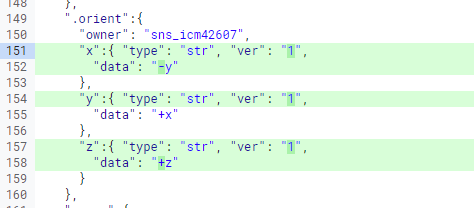 148 },
149 ".orient":{
150 "owner": "sns_icm42607",
151 "x":{ "type": "str", "ver": "1",
152 "data": "-y"
153 },
154 "y":{ "type": "str", "ver": "1",
155 "data": "+x"
156 },
157 "z":{ "type": "str", "ver": "1",
158 "data": "+z"
159 }
160 },